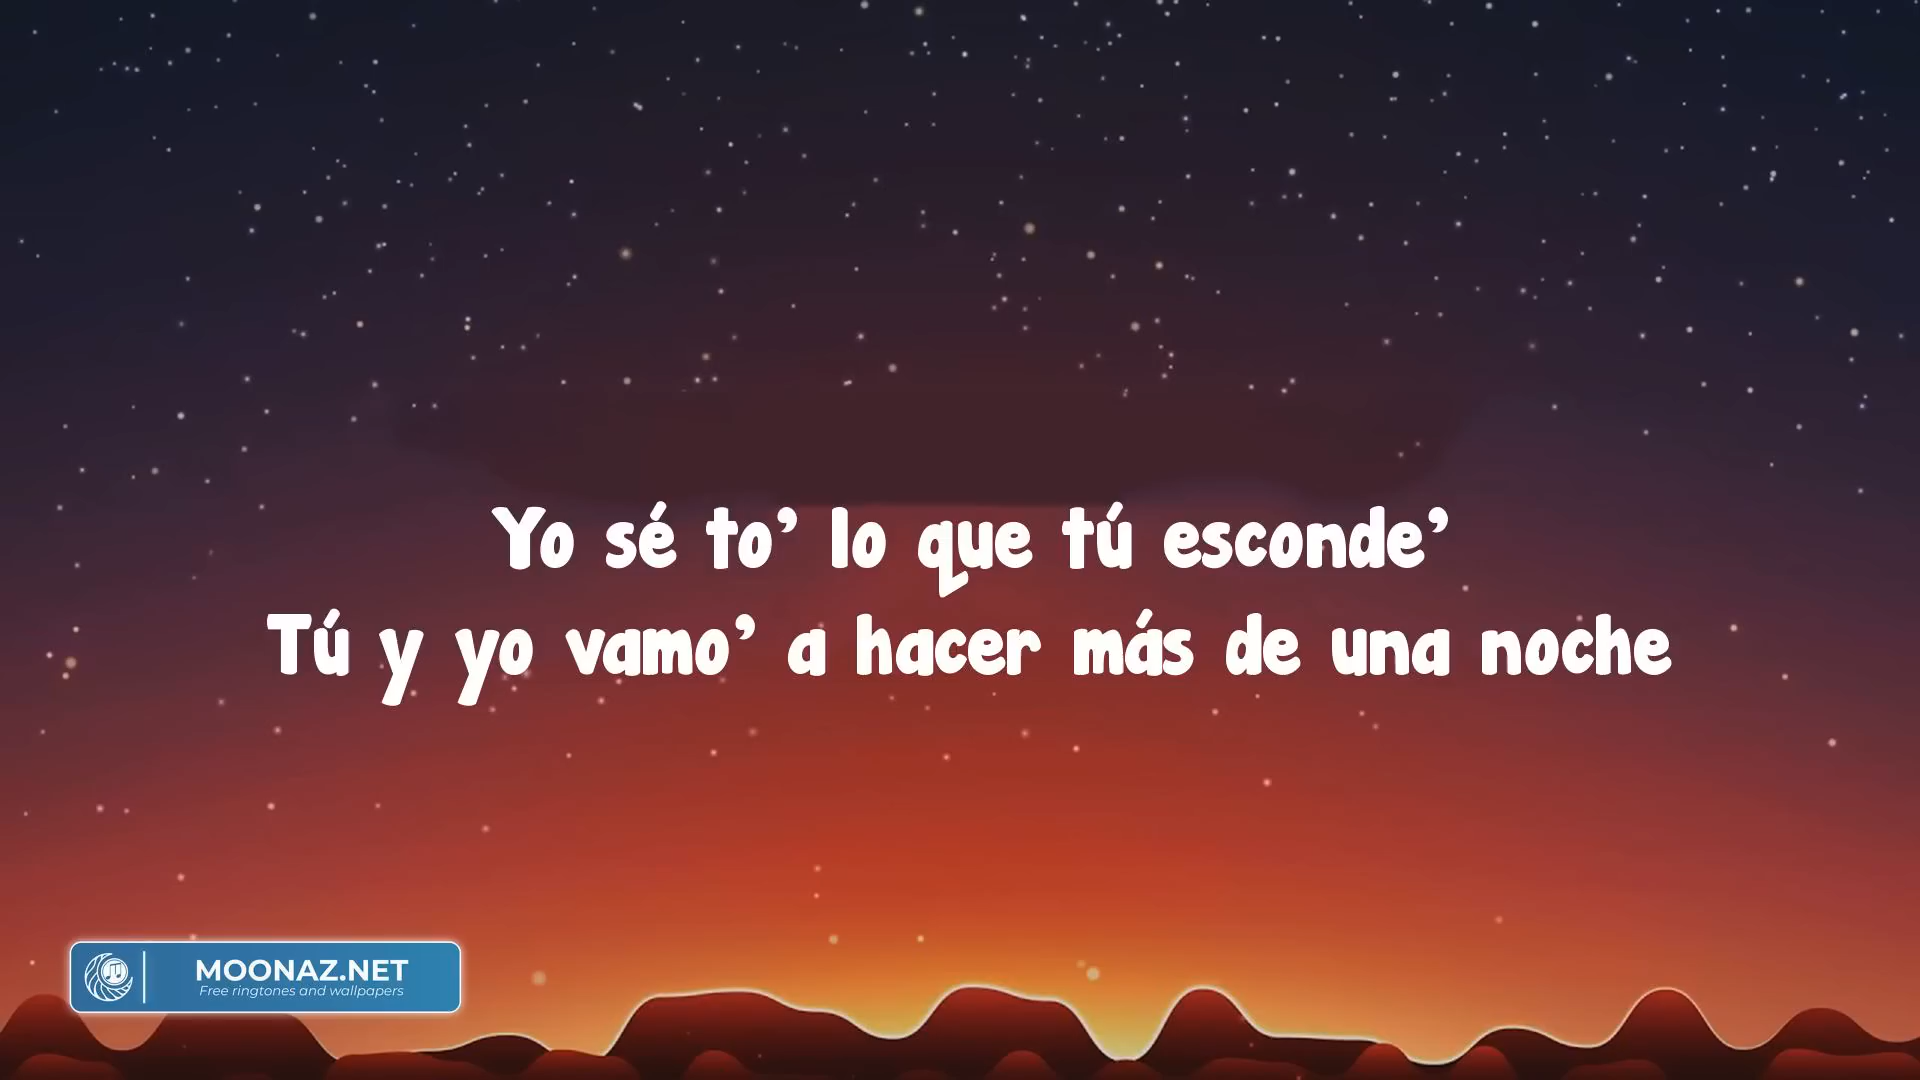 Yo sé to’ lo que tú esconde’
Tú y yo vamo’ a hacer más de una noche
MOONAZ.NET
Free ringtones and wallpapers